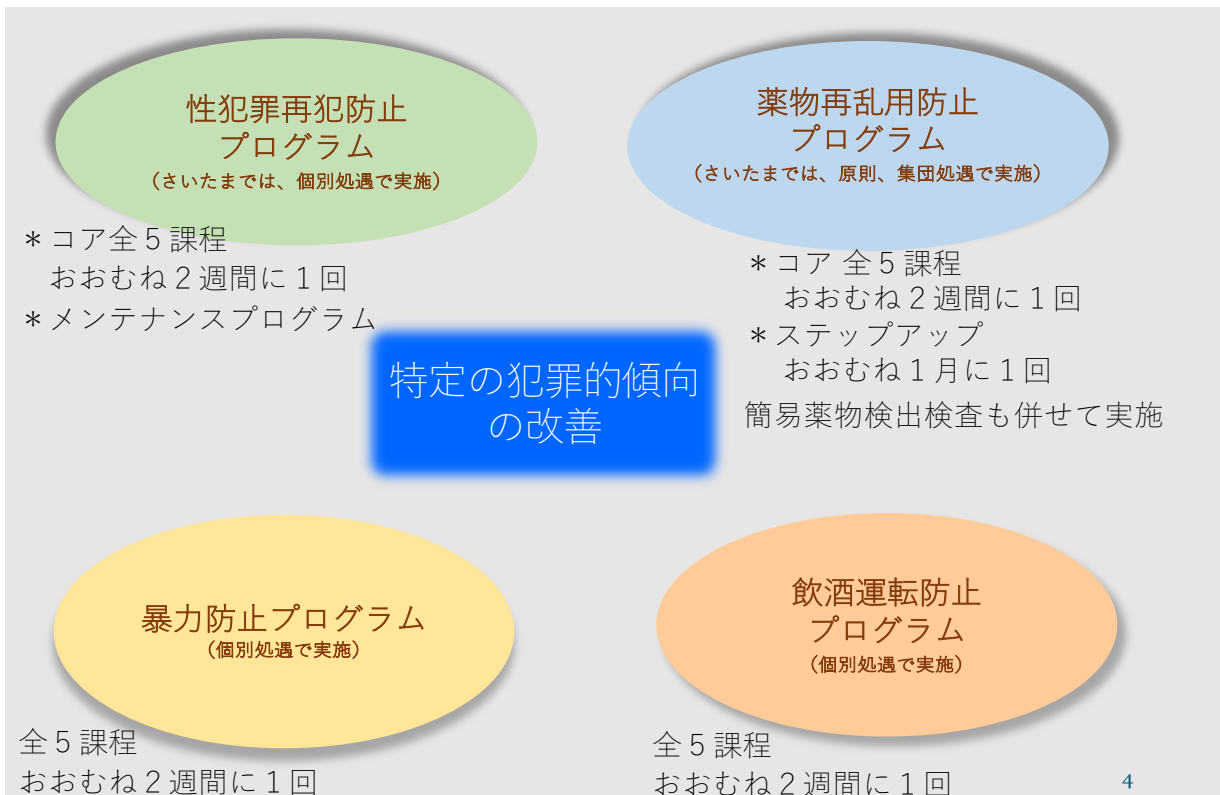 性犯罪再犯防止
プログラム
（さいたまでは、個別処遇で実施）
＊コア全５課程
おおむね２週間に１回
＊メンテナンスプログラム
薬物再乱用防止
プログラム
（さいたまでは、原則、集団処遇で実施）
＊コア 全５課程
おおむね２週間に１回
＊ステップアップ
おおむね１月に１回
簡易薬物検出検査も併せて実施
特定の犯罪的傾向
の改善
暴力防止プログラム
（個別処遇で実施）
全５課程
おおむね２週間に１回
飲酒運転防止
プログラム
（個別処遇で実施）
全５課程
おおむね２週間に１回
4